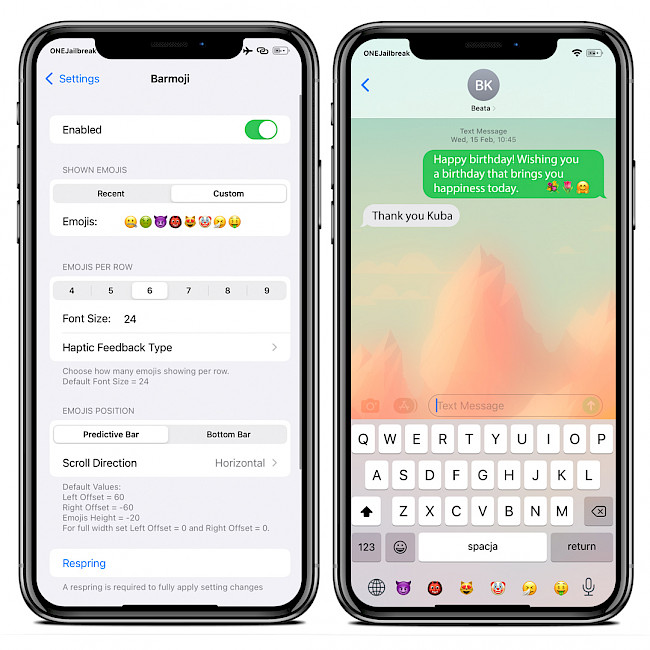 ONEJailbreak
Settings
Barmoji
Enabled
SHOWN EMOJIS
Recent
Custom
Emojis: 🤐🤢😈👹😻🤡🥱🤑
EMOJIS PER ROW
4 5 6 7 8 9
Font Size: 24
Haptic Feedback Type
Choose how many emojis showing per row.
Default Font Size = 24
EMOJIS POSITION
Predictive Bar
Bottom Bar
Scroll Direction Horizontal
Default Values:
Left Offset = 60
Right Offset = -60
Emojis Height = -20
For full width set Left Offset = 0 and Right Offset = 0.
Respring
A respring is required to fully apply setting changes
ONEJailbreak
BK
Beata
Text Message
Wed, 15 Feb, 10:45
Happy birthday! Wishing you
a birthday that brings you
happiness today. 💐💐🤗
Thank you Kuba
Text Message
Q W E R T Y U I O P
A S D F G H J K L
Z X C V B N M
123 spacja return